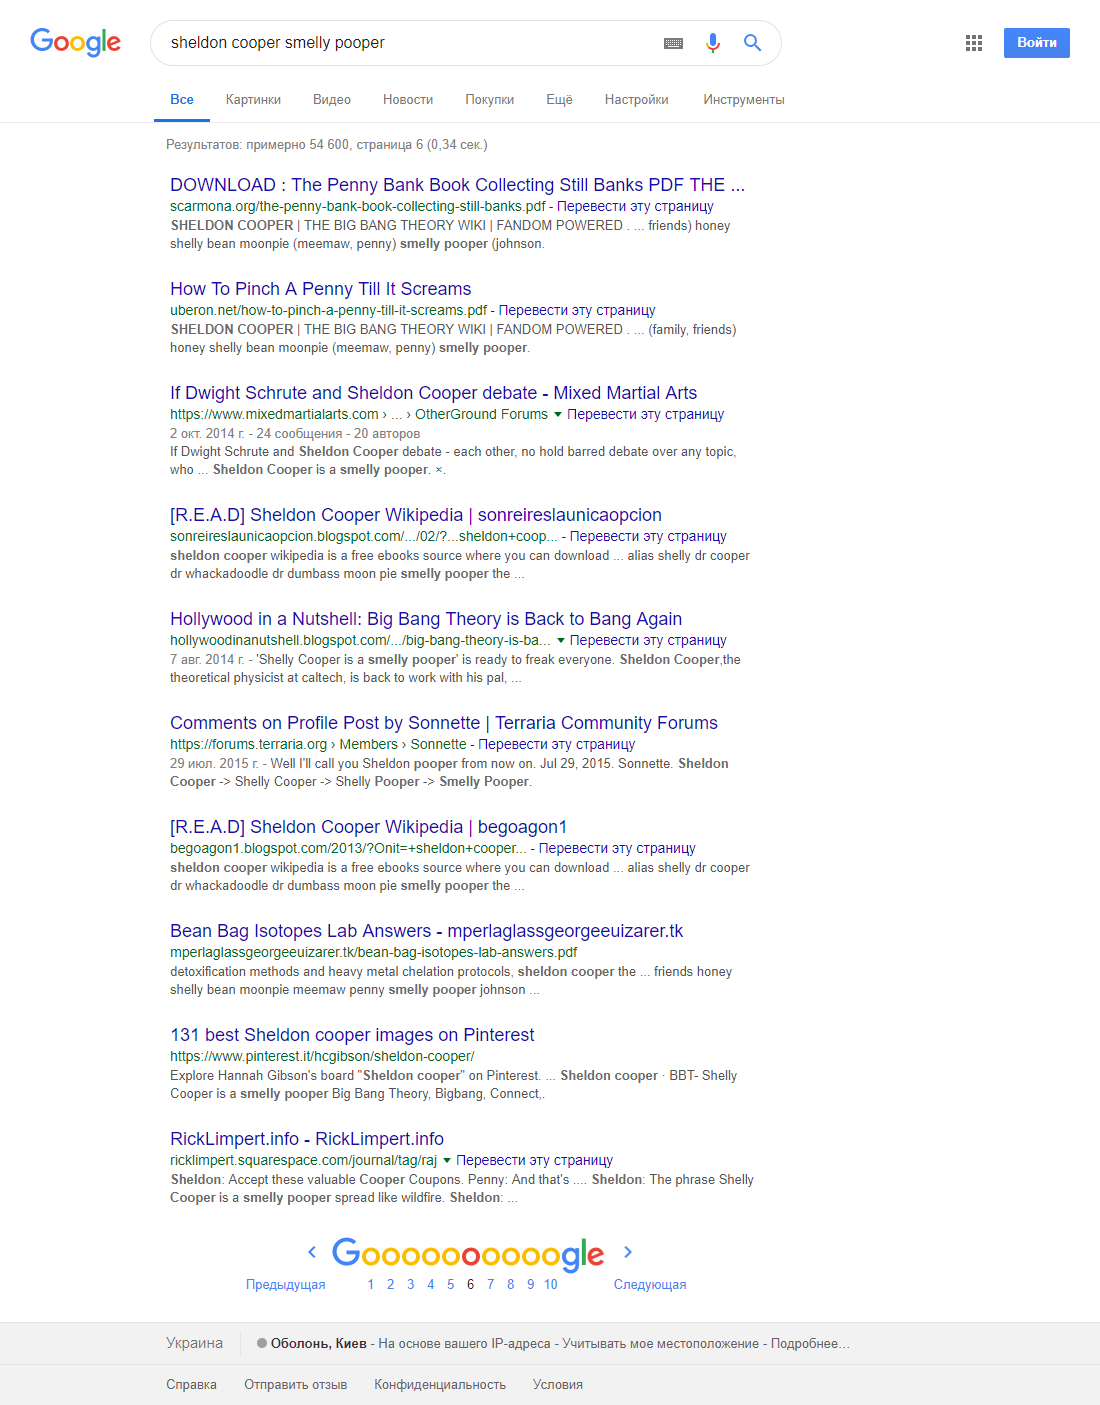 Google
sheldon cooper smelly pooper
Войти
Все Картинки Видео Новости Покупки Ещё Настройки Инструменты
Результатов: примерно 54 600, страница 6 (0,34 сек.)
DOWNLOAD : The Penny Bank Book Collecting Still Banks PDF THE ...
scarmona.org/the-penny-bank-book-collecting-still-banks.pdf - Перевести эту страницу
SHELDON COOPER | THE BIG BANG THEORY WIKI | FANDOM POWERED . ... friends) honey
shelly bean moonpie (meemaw, penny) smelly pooper (johnson.
How To Pinch A Penny Till It Screams
uberon.net/how-to-pinch-a-penny-till-it-screams.pdf - Перевести эту страницу
SHELDON COOPER | THE BIG BANG THEORY WIKI | FANDOM POWERED . ... (family, friends)
honey shelly bean moonpie (meemaw, penny) smelly pooper.
If Dwight Schrute and Sheldon Cooper debate - Mixed Martial Arts
https://www.mixedmartialarts.com › ... › OtherGround Forums ▼ Перевести эту страницу
2 окт. 2014 г. - 24 сообщения - 20 авторов
If Dwight Schrute and Sheldon Cooper debate - each other, no hold barred debate over any topic,
who ... Sheldon Cooper is a smelly pooper. ×.
[R.E.A.D] Sheldon Cooper Wikipedia | sonreireslaunicaopcion
sonreireslaunicaopcion.blogspot.com/.../02/?...sheldon+coop... - Перевести эту страницу
sheldon cooper wikipedia is a free ebooks source where you can download ... alias shelly dr cooper
dr whackadoodle dr dumbass moon pie smelly pooper the ...
Hollywood in a Nutshell: Big Bang Theory is Back to Bang Again
hollywoodinanutshell.blogspot.com/.../big-bang-theory-is-ba... ▼ Перевести эту страницу
7 авг. 2014 г. - 'Shelly Cooper is a smelly pooper' is ready to freak everyone. Sheldon Cooper,the
theoretical physicist at caltech, is back to work with his pal, ...
Comments on Profile Post by Sonnette | Terraria Community Forums
https://forums.terraria.org › Members › Sonnette - Перевести эту страницу
29 июл. 2015 г. - Well I'll call you Sheldon pooper from now on. Jul 29, 2015. Sonnette. Sheldon
Cooper -> Shelly Cooper -> Shelly Pooper -> Smelly Pooper.
[R.E.A.D] Sheldon Cooper Wikipedia | begoagon1
begoagon1.blogspot.com/2013/?Onit=+sheldon+cooper... - Перевести эту страницу
sheldon cooper wikipedia is a free ebooks source where you can download ... alias shelly dr cooper
dr whackadoodle dr dumbass moon pie smelly pooper the ...
Bean Bag Isotopes Lab Answers - mperlaglassgeorgeeuizarer.tk
mperlaglassgeorgeeuizarer.tk/bean-bag-isotopes-lab-answers.pdf
detoxification methods and heavy metal chelation protocols, sheldon cooper the ... friends honey
shelly bean moonpie meemaw penny smelly pooper johnson ...
131 best Sheldon cooper images on Pinterest
https://www.pinterest.it/hcgibson/sheldon-cooper/
Explore Hannah Gibson's board "Sheldon cooper" on Pinterest. ... Sheldon cooper · BBT- Shelly
Cooper is a smelly pooper Big Bang Theory, Bigbang, Connect,.
RickLimpert.info - RickLimpert.info
ricklimpert.squarespace.com/journal/tag/raj ▼ Перевести эту страницу
Sheldon: Accept these valuable Cooper Coupons. Penny: And that's .... Sheldon: The phrase Shelly
Cooper is a smelly pooper spread like wildfire. Sheldon: ...
Goooooooooogle
Предыдущая 1 2 3 4 5 6 7 8 9 10 Следующая
Украина Оболонь, Киев - На основе вашего IP-адреса - Учитывать мое местоположение - Подробнее…
Справка Отправить отзыв Конфиденциальность Условия